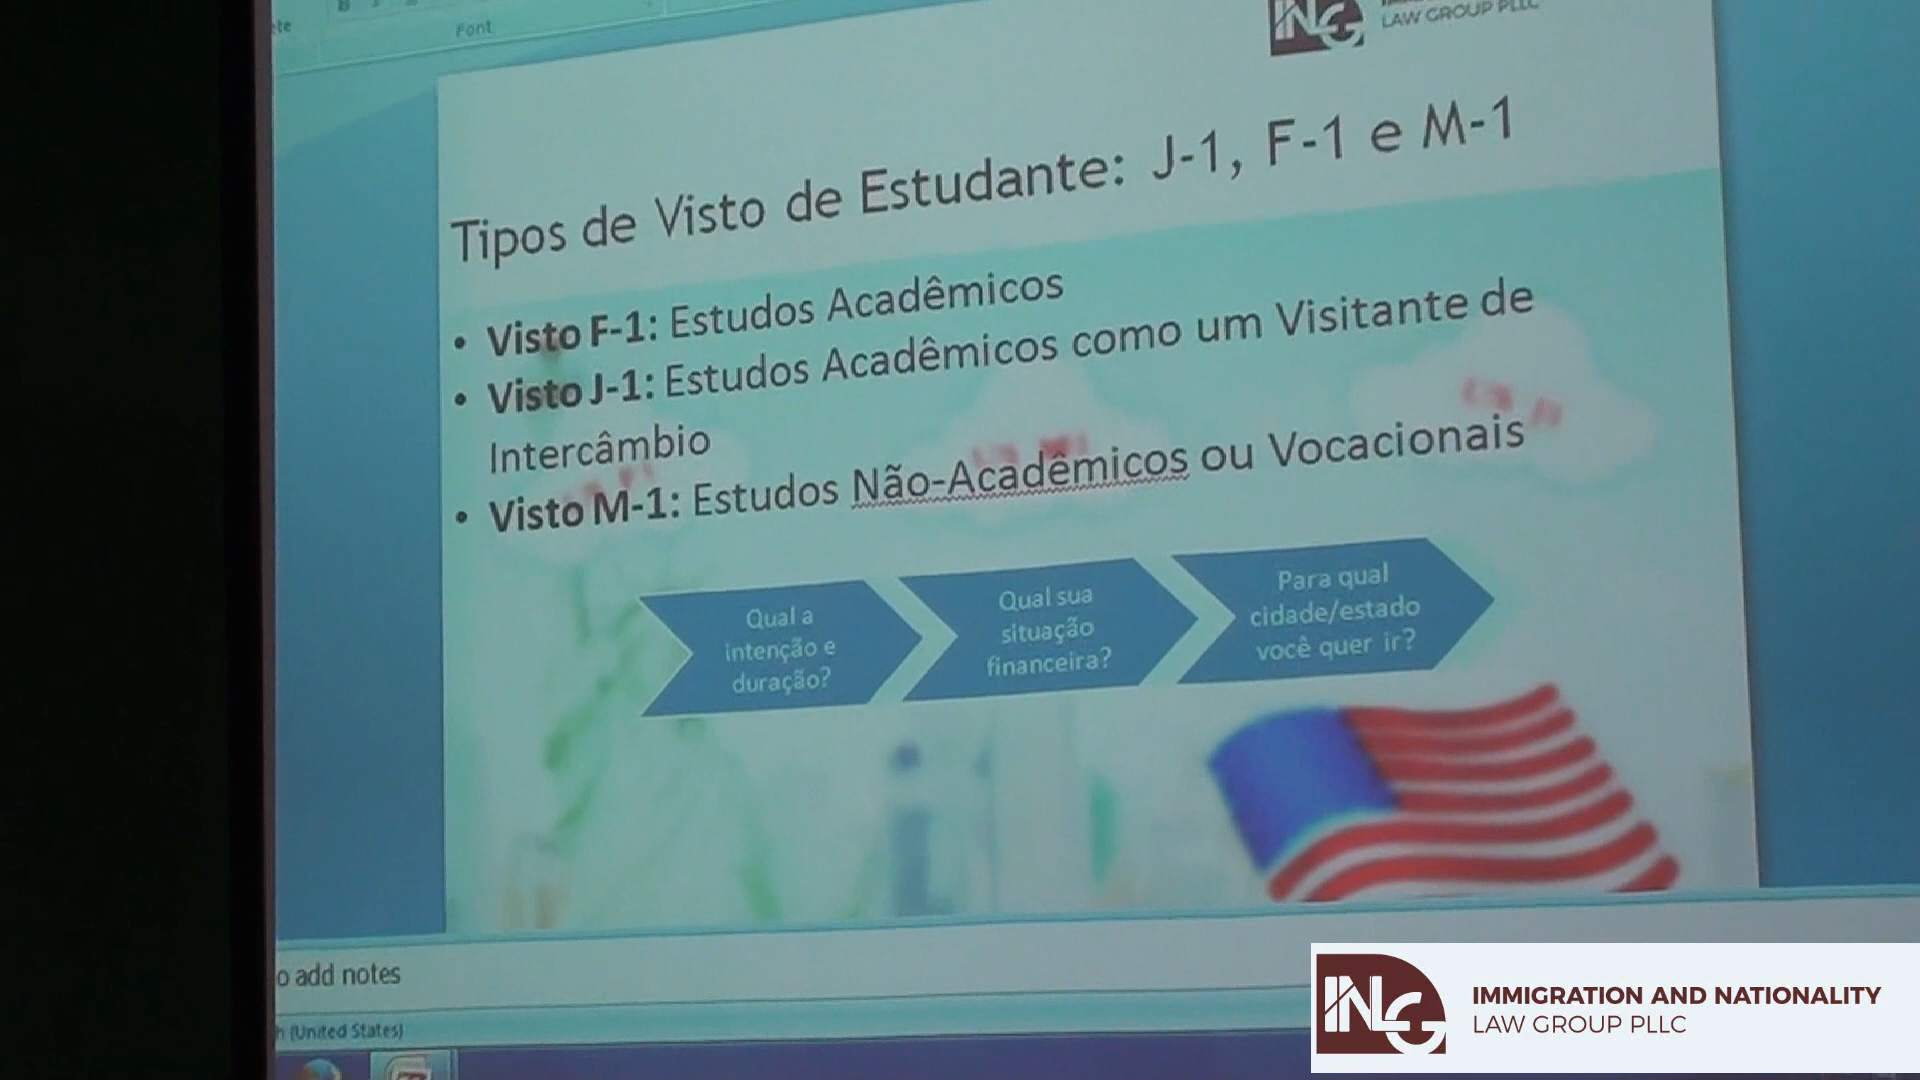 Font
LAW GROUP PLLC
Tipos de Visto de Estudante: J-1, F-1 e M-1
• Visto F-1: Estudos Acadêmicos
• Visto J-1: Estudos Acadêmicos como um Visitante de
Intercâmbio
• Visto M-1: Estudos Não-Acadêmicos ou Vocacionais
Qual a
intenção e
duração?
Qual sua
situação
financeira?
Para qual
cidade/estado
você quer ir?
o add notes
h (United States)
INLG
IMMIGRATION AND NATIONALITY
LAW GROUP PLLC